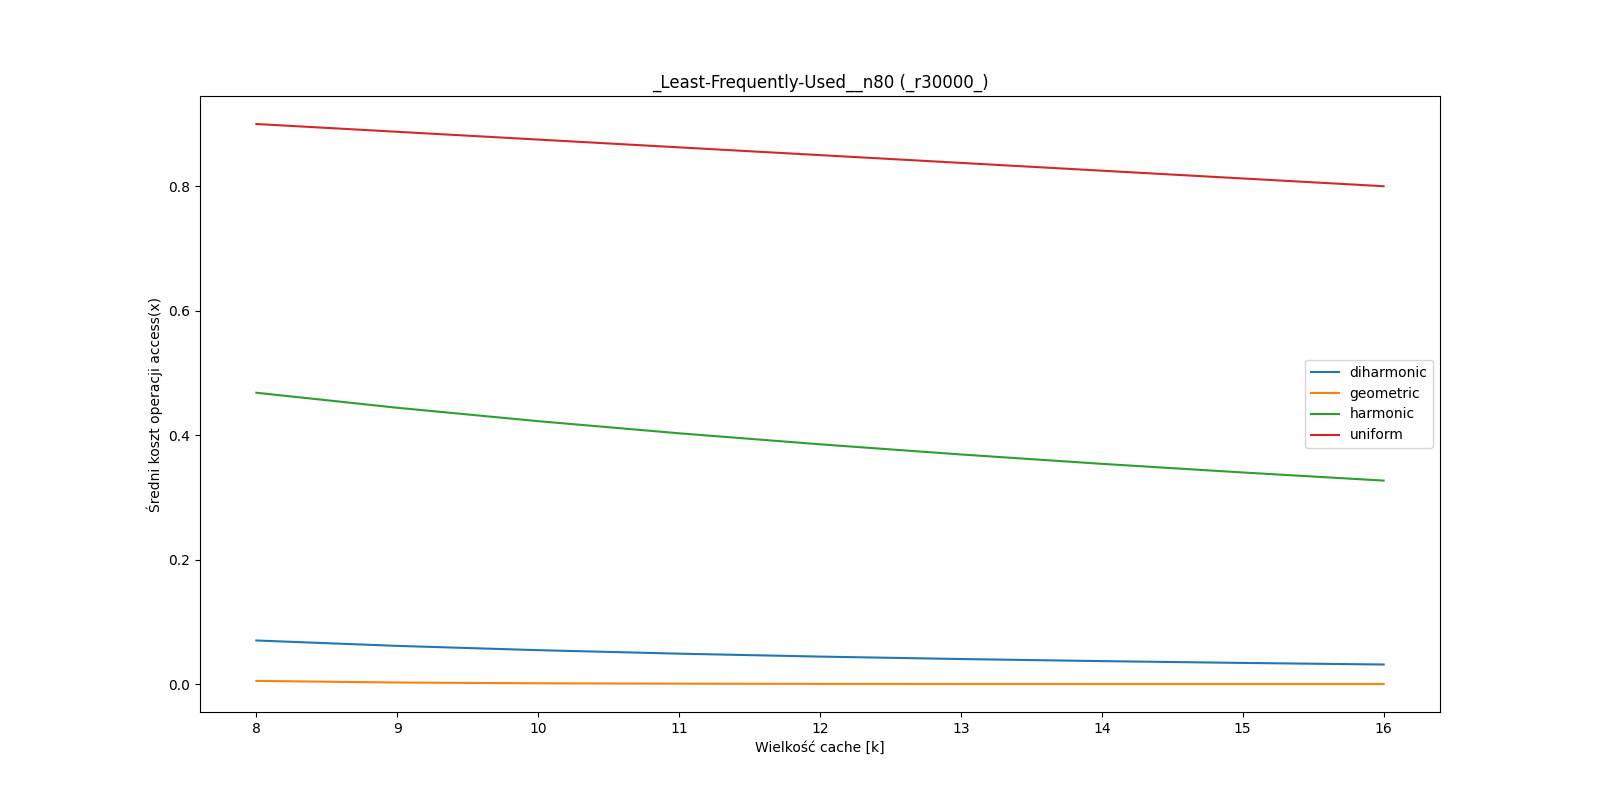 _Least-Frequently-Used__n80 (_r30000_)
Średni koszt operacji access(x)
0.8
0.6
0.4
0.2
0.0
diharmonic
geometric
harmonic
uniform
8 9 10 11 12 13 14 15 16
Wielkość cache [k]